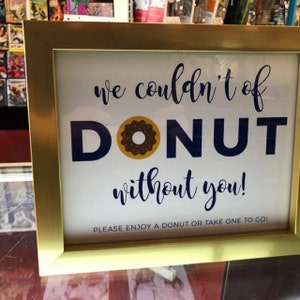 we couldn't of
DONUT
without you!
PLEASE ENJOY A DONUT OR TAKE ONE TO GO!